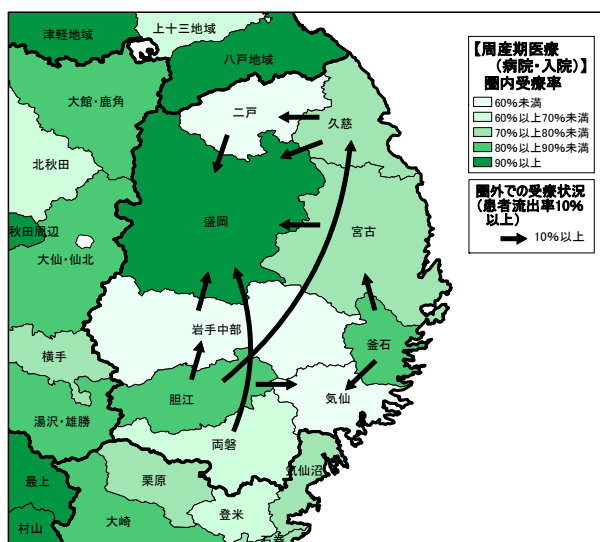 津軽地域
上十三地域
八戸地域
大館・鹿角
二戸
久慈
北秋田
盛岡
宮古
秋田周辺
大仙・仙北
岩手中部
釜石
横手
胆江
気仙
湯沢・雄勝
両磐
気仙沼
最上
栗原
登米
村山
大崎
石巻
【周産期医療
(病院・入院)】
圏内受療率
60%未満
60%以上70%未満
70%以上80%未満
80%以上90%未満
90%以上
圏外での受療状況
(患者流出率10%
以上)
10%以上